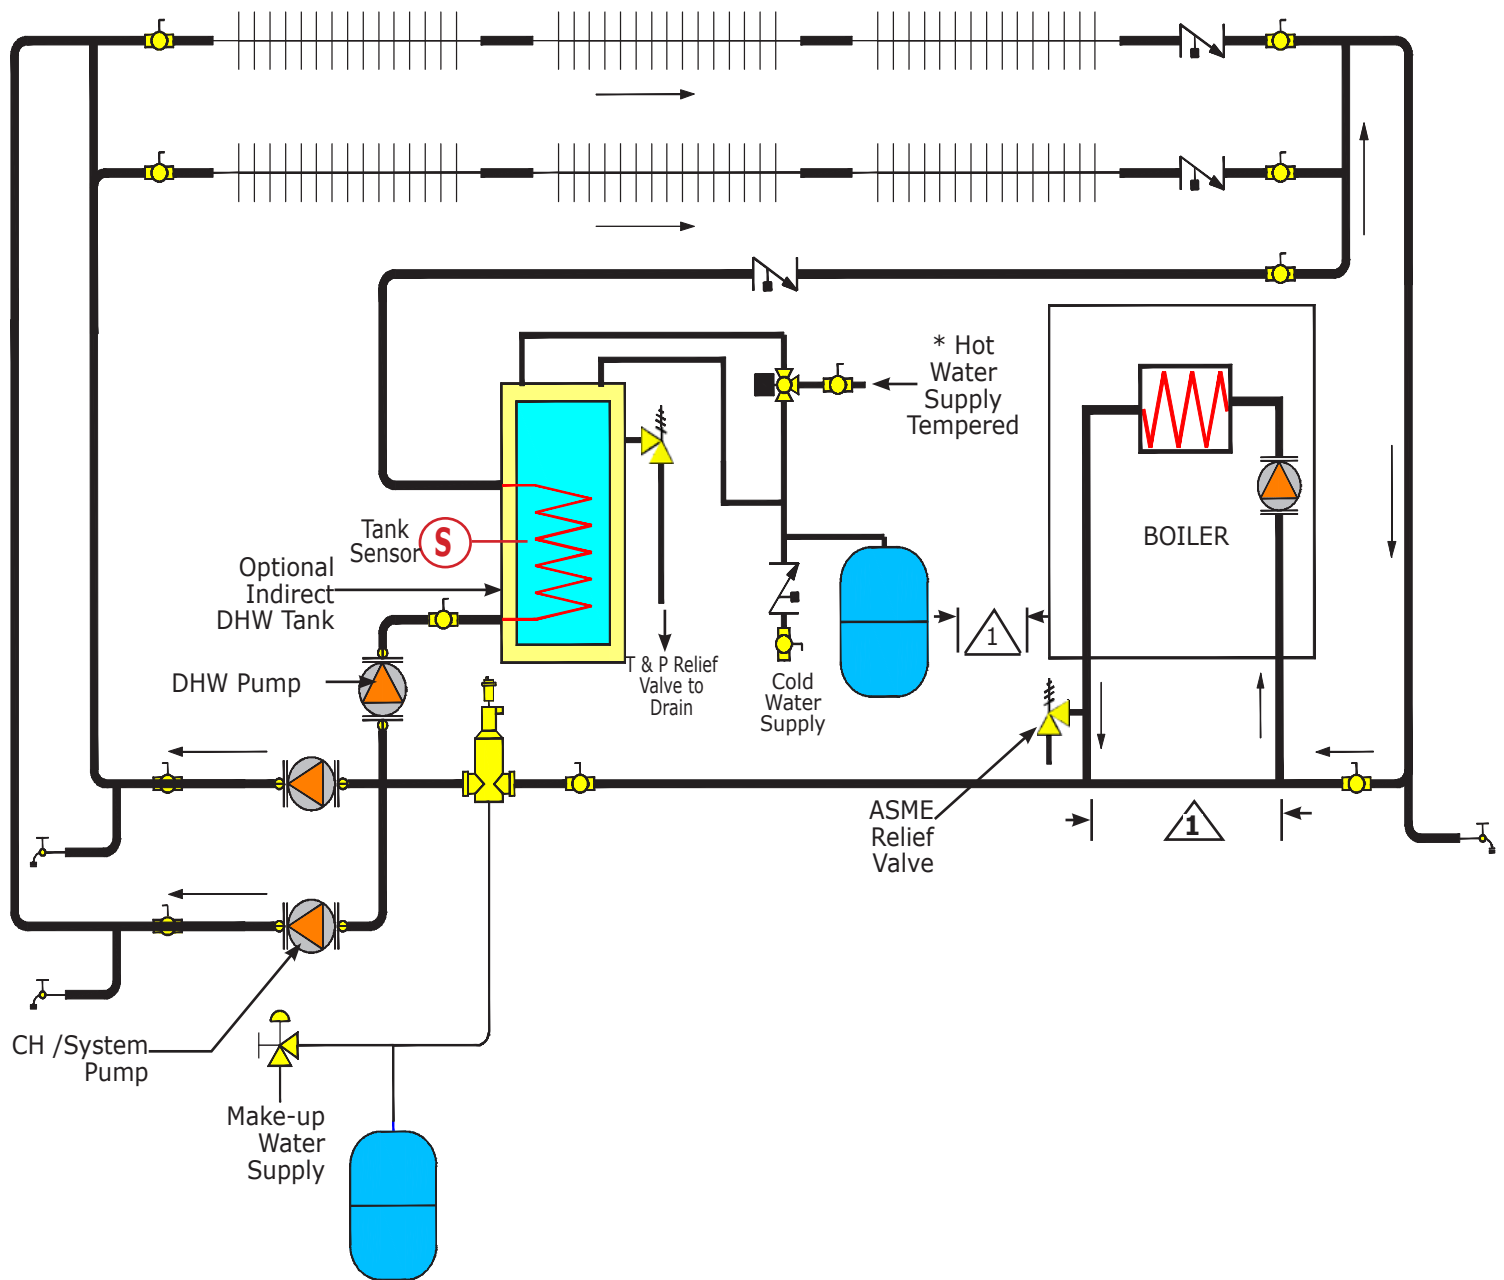 * Hot
Water
Supply
Tempered
Tank
Sensor
S
BOILER
Optional
Indirect
DHW Tank
1
T & P Relief
Valve to
Drain
DHW Pump
Cold
Water
Supply
ASME
Relief
Valve
1
CH /System
Pump
Make-up
Water
Supply